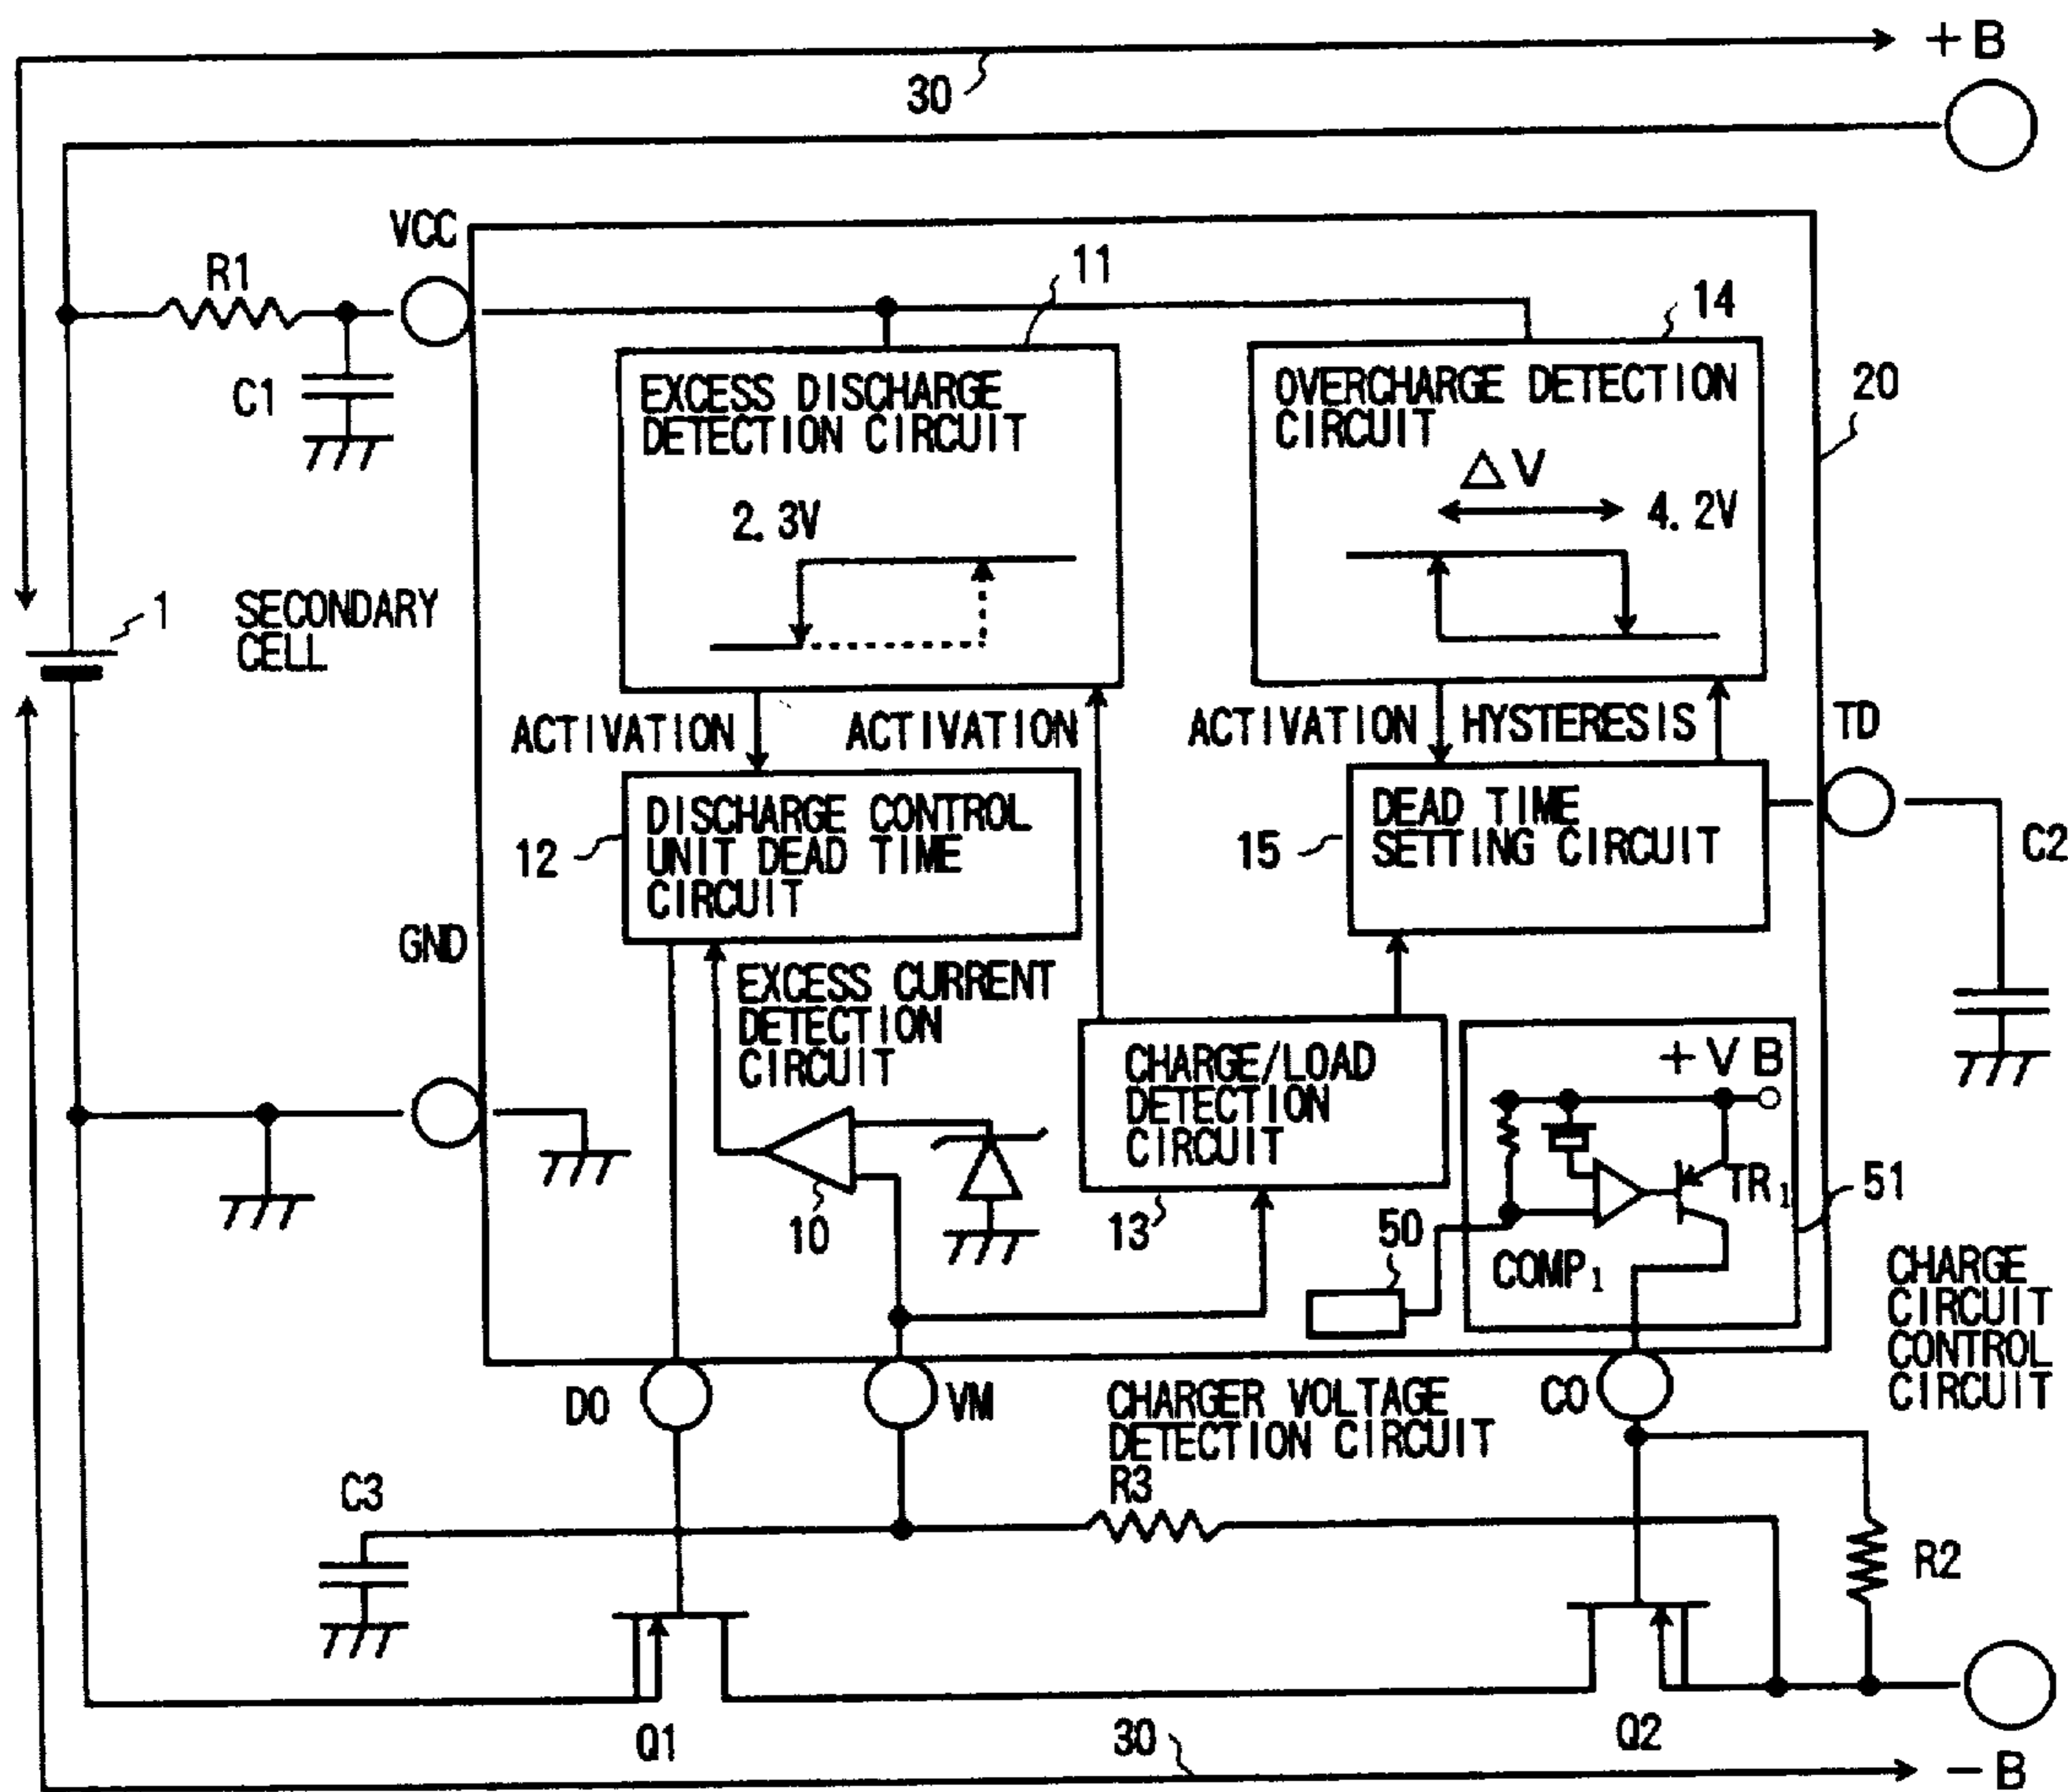 +B
30
VCC
R1
11
14
C1
EXCESS DISCHARGE
DETECTION CIRCUIT
OVERCHARGE DETECTION
CIRCUIT
20
ΔV
2.3V
4.2V
1
SECONDARY
CELL
ACTIVATION
ACTIVATION
ACTIVATION
HYSTERESIS
TD
12
DISCHARGE CONTROL
UNIT DEAD TIME
CIRCUIT
15
DEAD TIME
SETTING CIRCUIT
C2
GND
EXCESS CURRENT
DETECTION
CIRCUIT
CHARGE/LOAD
DETECTION
CIRCUIT
+VB
TR1
51
10
13
50
COMP1
CHARGE
CIRCUIT
CONTROL
CIRCUIT
DO
VM
CHARGER VOLTAGE
DETECTION CIRCUIT
CO
C3
R3
R2
Q1
30
Q2
-B